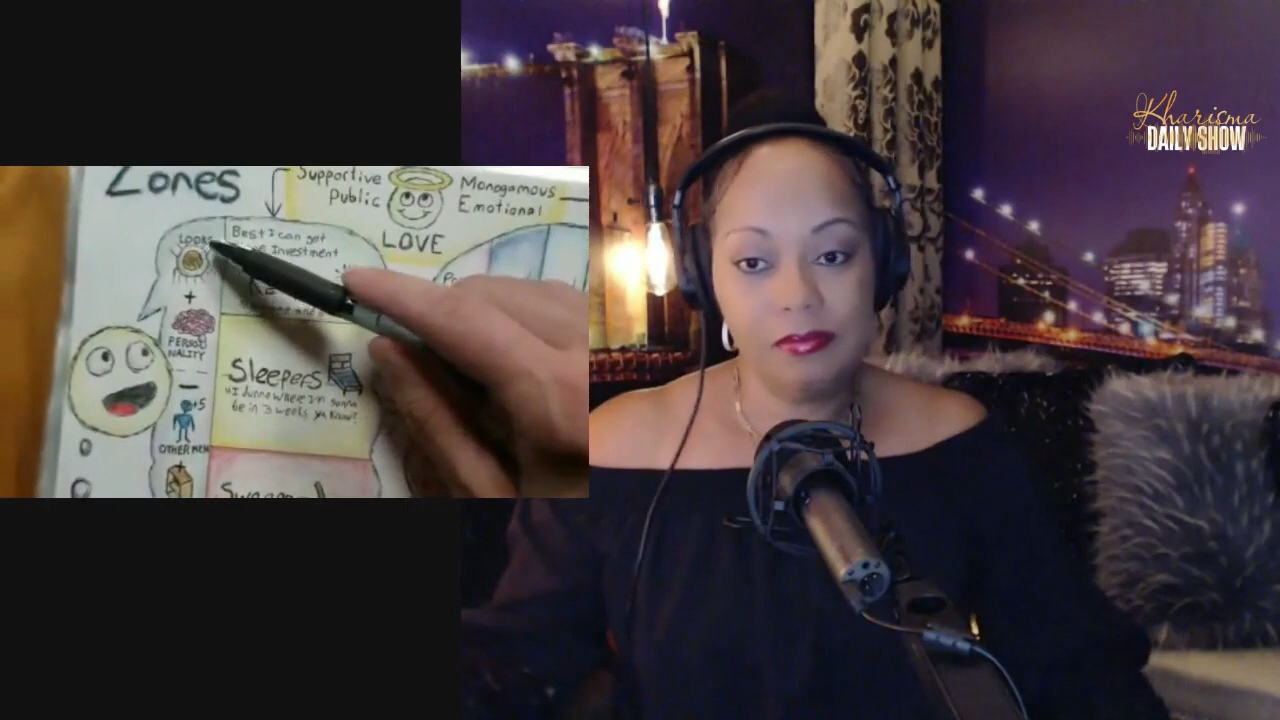 Zones
Supportive
Public
Monogamous
Emotional
LOVE
LOOKS
Best I can get
Investment
+
PERSO
NALITY
Sleepers
"I dunno where I'm gonna
be in 3 weeks ya know?"
+5
OTHER MEN
Kharisma
DAILY SHOW